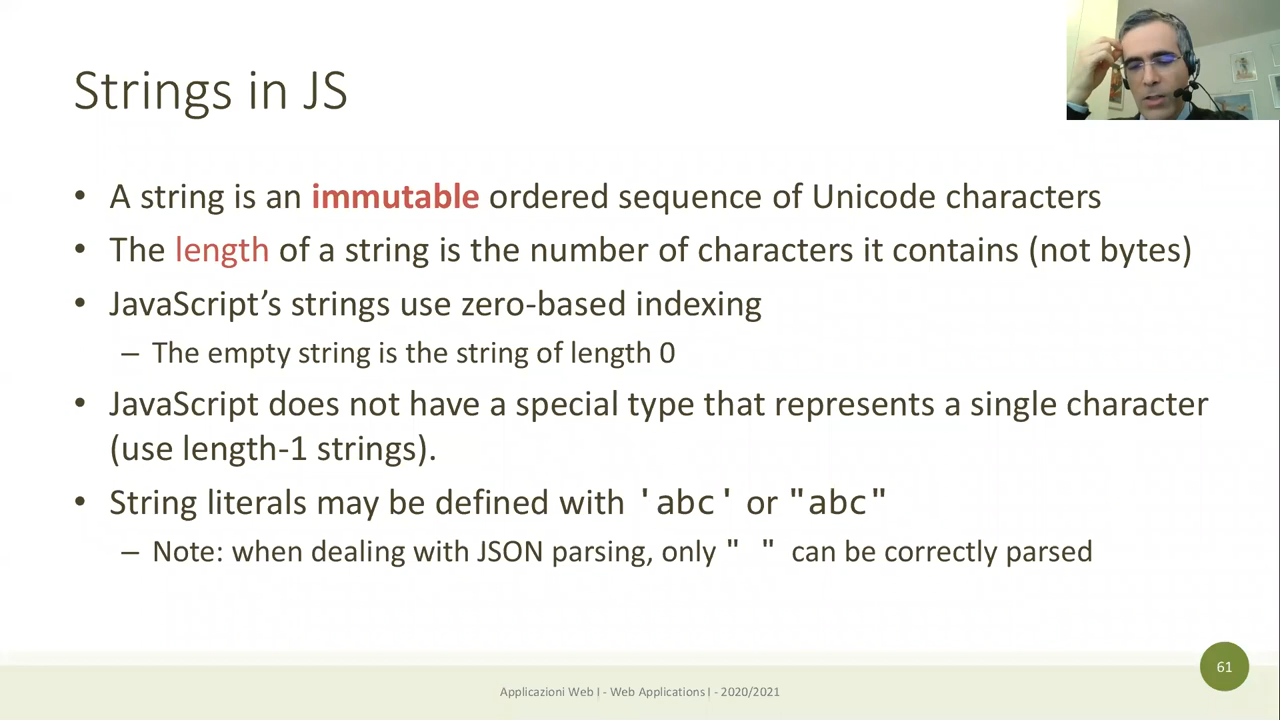 Strings in JS
• A string is an immutable ordered sequence of Unicode characters
• The length of a string is the number of characters it contains (not bytes)
• JavaScript’s strings use zero-based indexing
– The empty string is the string of length 0
• JavaScript does not have a special type that represents a single character
(use length-1 strings).
• String literals may be defined with 'abc' or "abc"
– Note: when dealing with JSON parsing, only " " can be correctly parsed
61
Applicazioni Web I - Web Applications I - 2020/2021